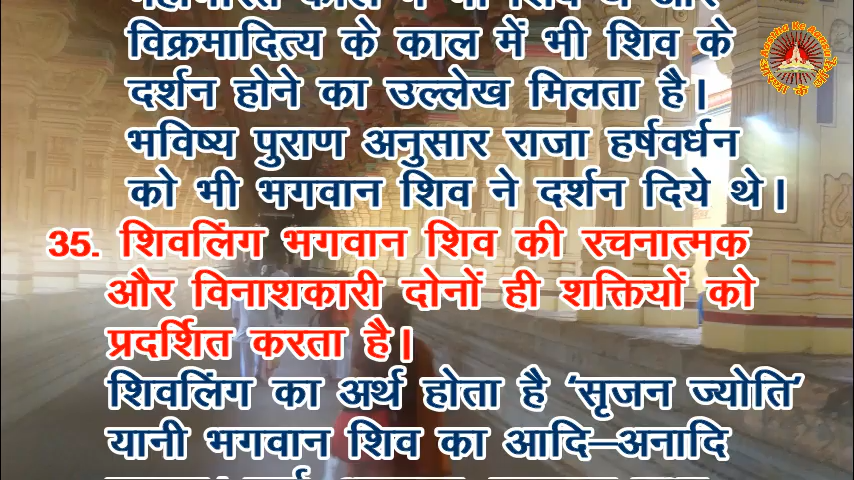 विक्रमादित्य के काल में भी शिव के
दर्शन होने का उल्लेख मिलता है।
भविष्य पुराण अनुसार राजा हर्षवर्धन
को भी भगवान शिव ने दर्शन दिये थे।
35. शिवलिंग भगवान शिव की रचनात्मक
और विनाशकारी दोनों ही शक्तियों को
प्रदर्शित करता है।
शिवलिंग का अर्थ होता है ‘सृजन ज्योति’
यानी भगवान शिव का आदि–अनादि